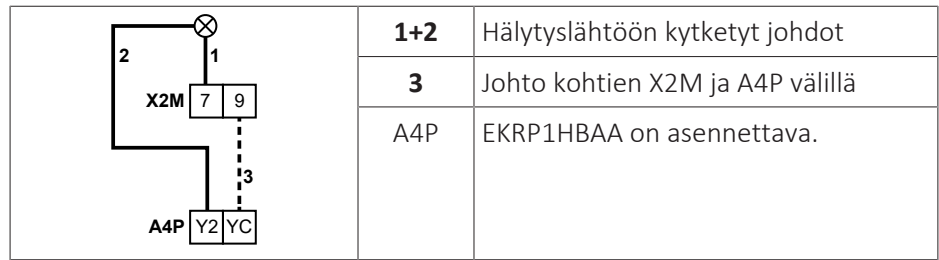 2
1
X2M 7 9
3
A4P Y2 YC
1+2 Hälytyslähtöön kytketyt johdot
3 Johto kohtien X2M ja A4P välillä
A4P EKRP1HBAA on asennettava.